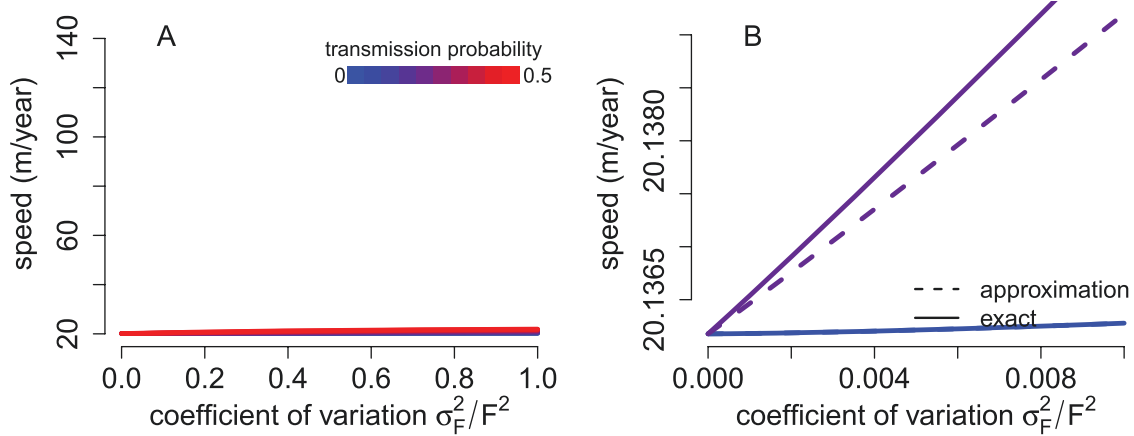 A
transmission probability
0 0.5
speed (m/year)
140
100
60
20
0.0 0.2 0.4 0.6 0.8 1.0
coefficient of variation σ_F^2/F^2
B
speed (m/year)
20.1380
20.1365
approximation
exact
0.000 0.004 0.008
coefficient of variation σ_F^2/F^2